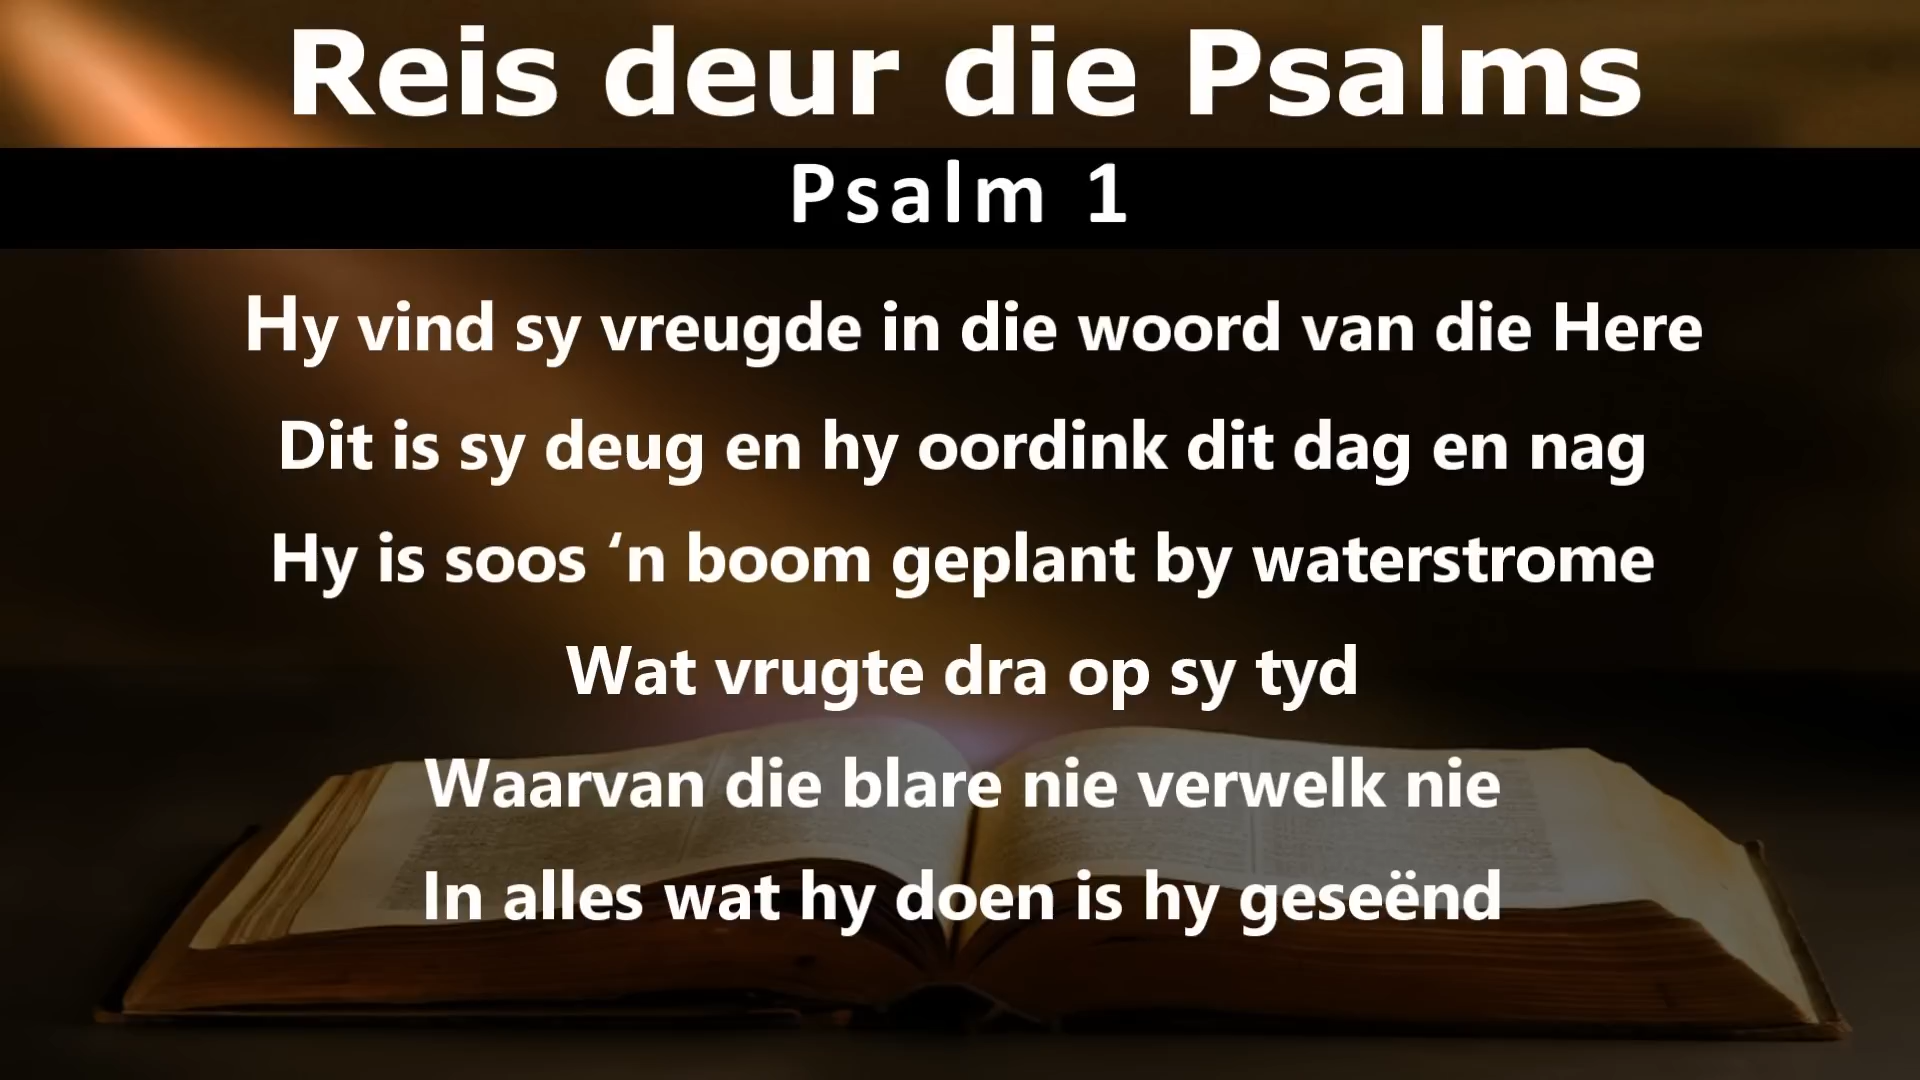 Reis deur die Psalms
Psalm 1
Hy vind sy vreugde in die woord van die Here
Dit is sy deug en hy oordink dit dag en nag
Hy is soos ‘n boom geplant by waterstrome
Wat vrugte dra op sy tyd
Waarvan die blare nie verwelk nie
In alles wat hy doen is hy geseënd